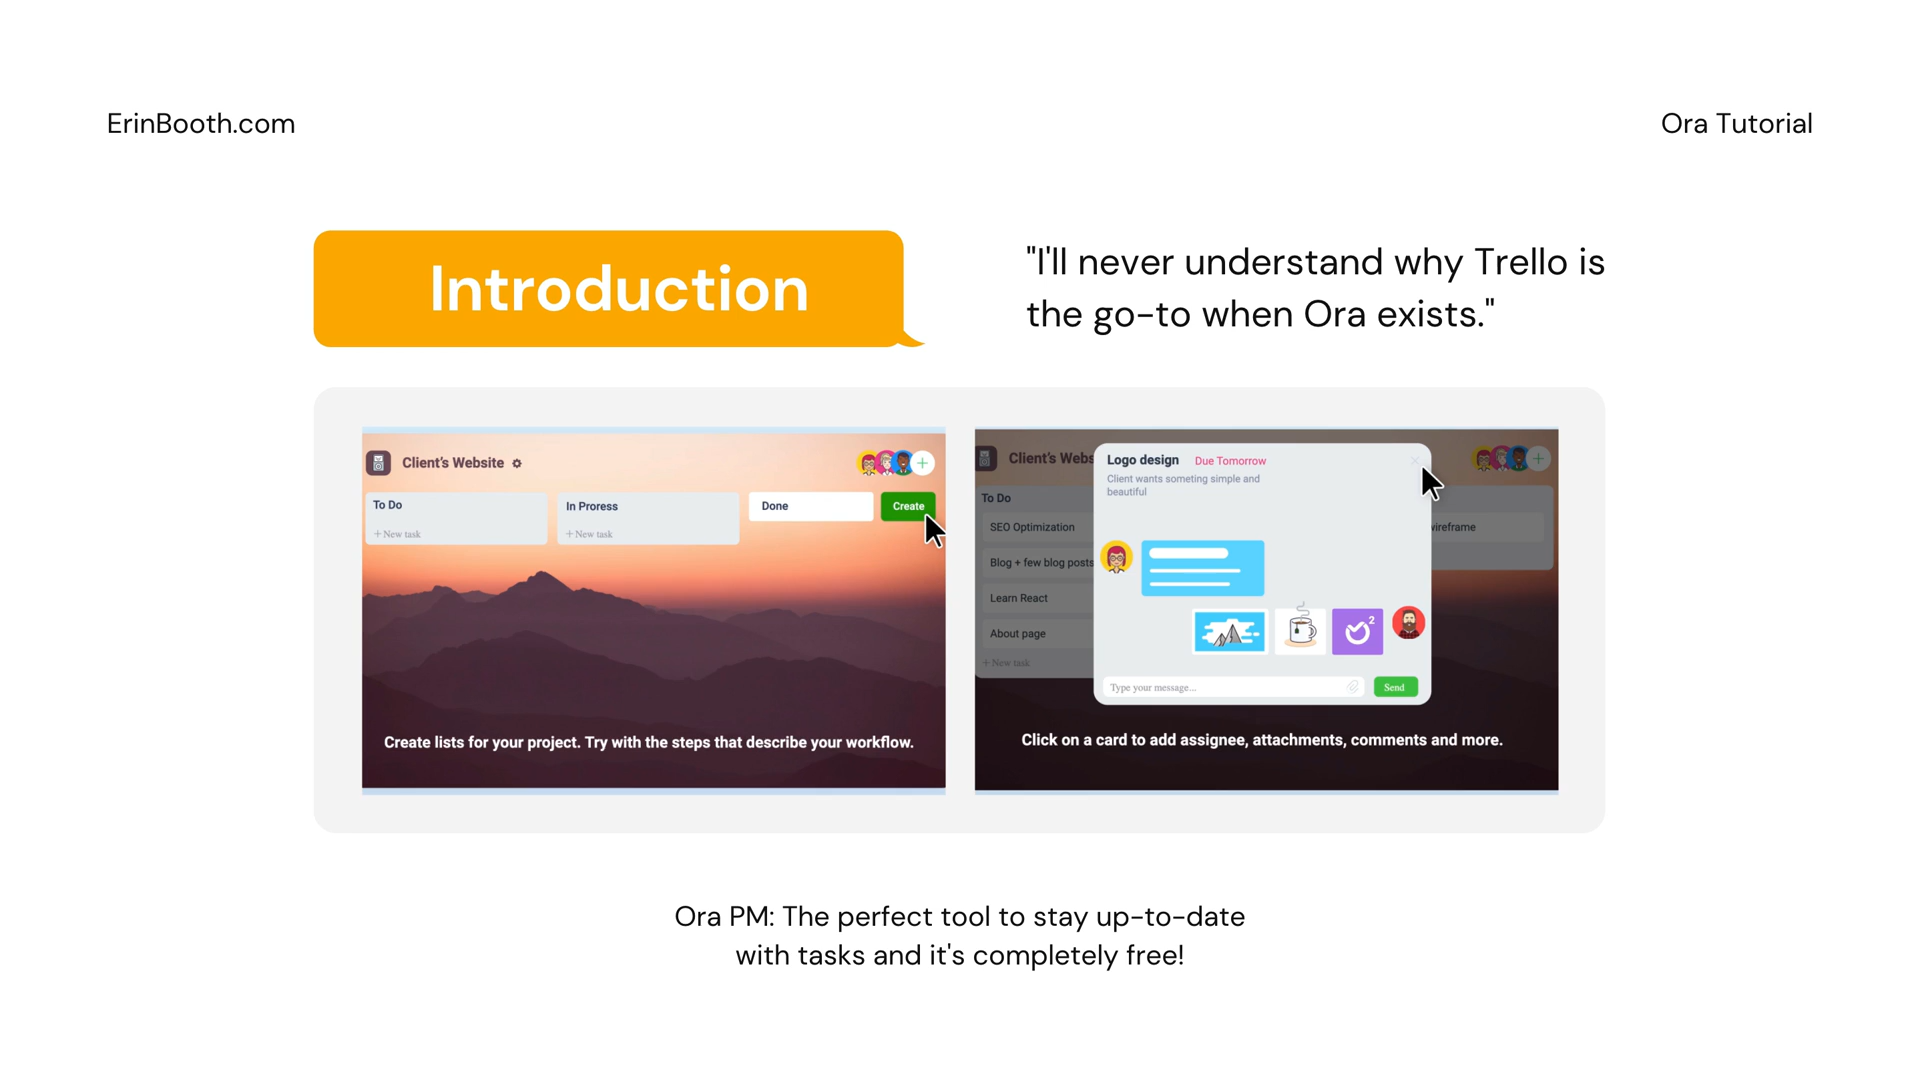 ErinBooth.com
Ora Tutorial
Introduction
"I'll never understand why Trello is
the go-to when Ora exists."
Client's Website
To Do
+ New task
In Proress
+ New task
Done
Create
Create lists for your project. Try with the steps that describe your workflow.
Client's Webs
To Do
SEO Optimization
Blog + few blog posts
Learn React
About page
+ New task
wireframe
Logo design Due Tomorrow
Client wants someting simple and
beautiful
2
Type your message...
Send
Click on a card to add assignee, attachments, comments and more.
Ora PM: The perfect tool to stay up-to-date
with tasks and it's completely free!